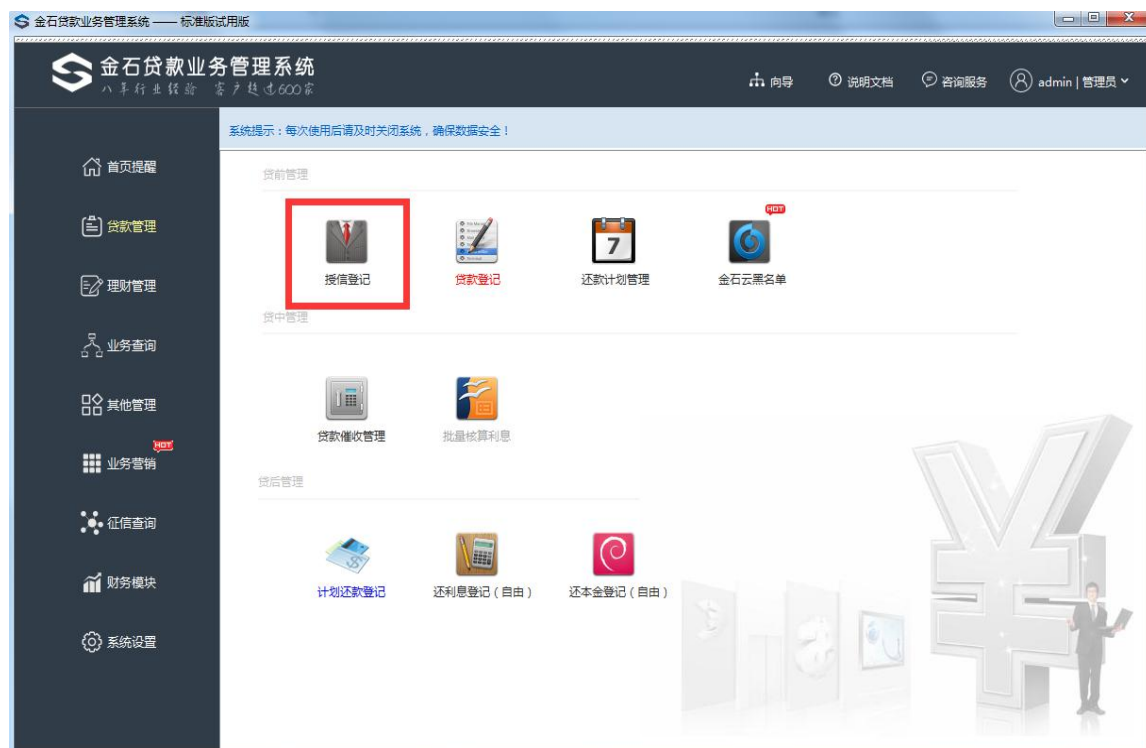 金石贷款业务管理系统 —— 标准版试用版
金石贷款业务管理系统
八年行业经验 客户超过600家
向导 说明文档 咨询服务 admin | 管理员
系统提示：每次使用后请及时关闭系统，确保数据安全！
首页提醒
贷款管理
理财管理
业务查询
其他管理
HOT
业务营销
征信查询
财务模块
系统设置
贷前管理
HOT
7
授信登记 贷款登记 还款计划管理 金石云黑名单
贷中管理
贷款催收管理 批量核算利息
贷后管理
计划还款登记 还利息登记（自由） 还本金登记（自由）